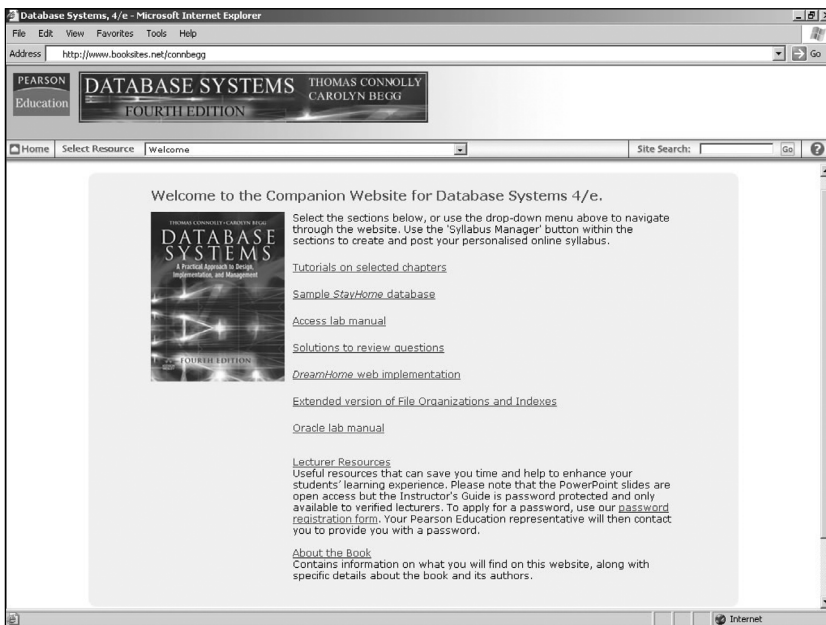 Database Systems, 4/e - Microsoft Internet Explorer
File Edit View Favorites Tools Help
Address http://www.booksites.net/connbegg Go
PEARSON
Education
DATABASE SYSTEMS
FOURTH EDITION
THOMAS CONNOLLY
CAROLYN BEGG
Home Select Resource Welcome Site Search: Go ?
Welcome to the Companion Website for Database Systems 4/e.
THOMAS CONNOLLY • CAROLYN BEGG
DATABASE
SYSTEMS
A Practical Approach to Design,
Implementation, and Management
FOURTH EDITION
Select the sections below, or use the drop-down menu above to navigate
through the website. Use the 'Syllabus Manager' button within the
sections to create and post your personalised online syllabus.
Tutorials on selected chapters
Sample StayHome database
Access lab manual
Solutions to review questions
DreamHome web implementation
Extended version of File Organizations and Indexes
Oracle lab manual
Lecturer Resources
Useful resources that can save you time and help to enhance your
students' learning experience. Please note that the PowerPoint slides are
open access but the Instructor's Guide is password protected and only
available to verified lecturers. To apply for a password, use our password
registration form. Your Pearson Education representative will then contact
you to provide you with a password.
About the Book
Contains information on what you will find on this website, along with
specific details about the book and its authors.
Internet